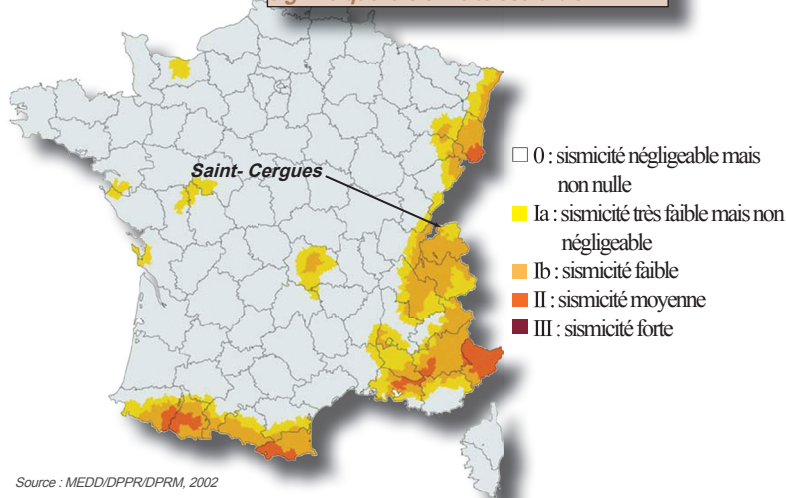 Saint- Cergues
0 : sismicité négligeable mais
non nulle
Ia : sismicité très faible mais non
négligeable
Ib : sismicité faible
II : sismicité moyenne
III : sismicité forte
Source : MEDD/DPPR/DPRM, 2002